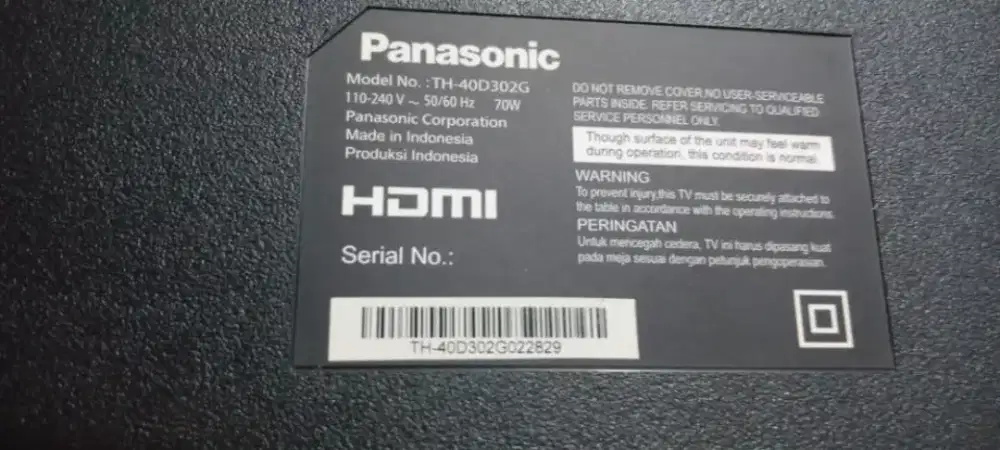 Panasonic
Model No. :TH-40D302G
110-240 V ~ 50/60 Hz 70W
Panasonic Corporation
Made in Indonesia
Produksi Indonesia
HDMI
Serial No.:
TH-40D302G022829
DO NOT REMOVE COVER,NO USER-SERVICEABLE
PARTS INSIDE. REFER SERVICING TO QUALIFIED
SERVICE PERSONNEL ONLY.
Though surface of the unit may feel warm
during operation, this condition is normal.
WARNING
To prevent injury,this TV must be securely attached to
the table in accordance with the operating instructions.
PERINGATAN
Untuk mencegah cedera, TV ini harus dipasang kuat
pada meja sesuai dengan petunjuk pengoperasian.